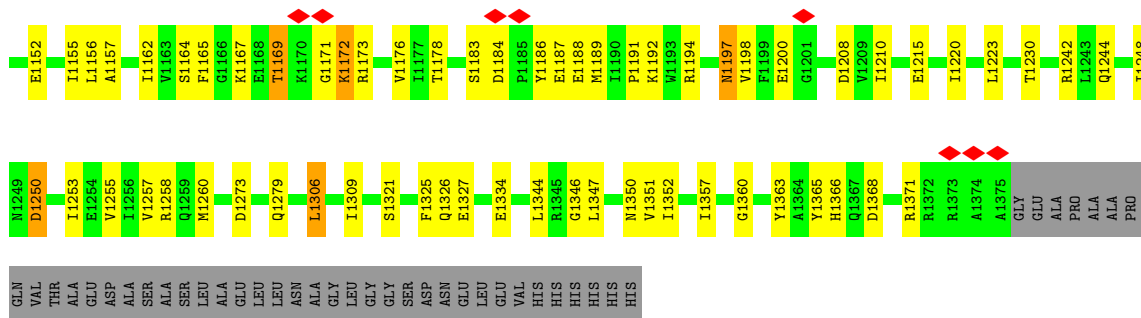 E1152 I1155 L1156 A1157 I1162 V1163 S1164 F1165 G1166 K1167 E1168 T1169 K1170 G1171 K1172 R1173 V1176 I1177 T1178 S1183 D1184 P1185 Y1186 E1187 E1188 M1189 I1190 P1191 K1192 W1193 R1194 N1197 V1198 F1199 E1200 G1201 D1208 V1209 I1210 E1215 I1220 L1223 T1230 R1242 L1243 Q1244
N1249 D1250 I1253 E1254 V1255 I1256 V1257 R1258 Q1259 M1260 D1273 Q1279 L1306 I1309 S1321 F1325 Q1326 E1327 E1334 L1344 R1345 G1346 L1347 N1350 V1351 I1352 I1357 G1360 Y1363 A1364 Y1365 H1366 Q1367 D1368 R1371 R1372 R1373 A1374 A1375 GLY GLU ALA PRO ALA ALA PRO
GLN VAL THR ALA GLU ASP ALA SER ALA SER LEU ALA GLU LEU LEU ASN ALA GLY LEU GLY GLY SER ASP ASN GLU LEU GLU VAL HIS HIS HIS HIS HIS HIS